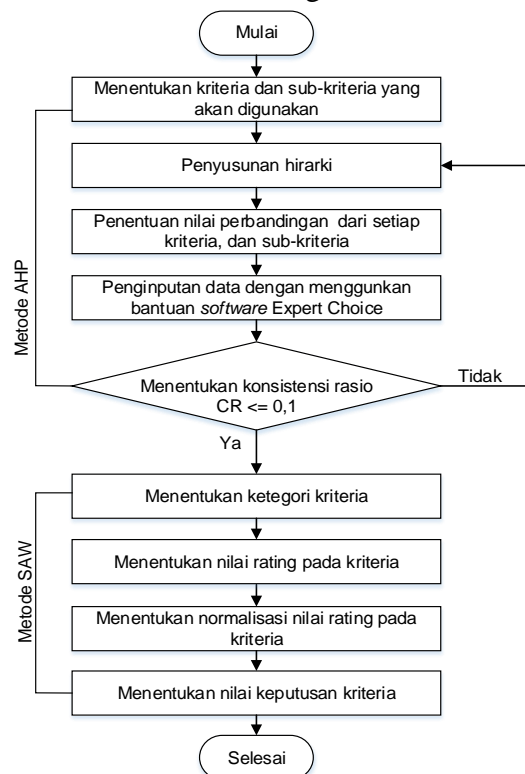 Mulai
Menentukan kriteria dan sub-kriteria yang
akan digunakan
Penyusunan hirarki
Penentuan nilai perbandingan dari setiap
kriteria, dan sub-kriteria
Penginputan data dengan menggunkan
bantuan software Expert Choice
Metode AHP
Menentukan konsistensi rasio
CR <= 0,1
Tidak
Ya
Menentukan ketegori kriteria
Menentukan nilai rating pada kriteria
Menentukan normalisasi nilai rating pada
kriteria
Menentukan nilai keputusan kriteria
Metode SAW
Selesai